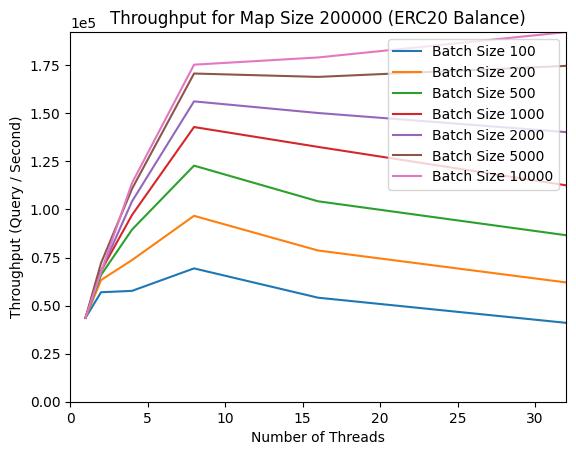 Throughput for Map Size 200000 (ERC20 Balance)
1e5
1.75
1.50
1.25
1.00
0.75
0.50
0.25
0.00
Throughput (Query / Second)
Batch Size 100
Batch Size 200
Batch Size 500
Batch Size 1000
Batch Size 2000
Batch Size 5000
Batch Size 10000
0 5 10 15 20 25 30
Number of Threads